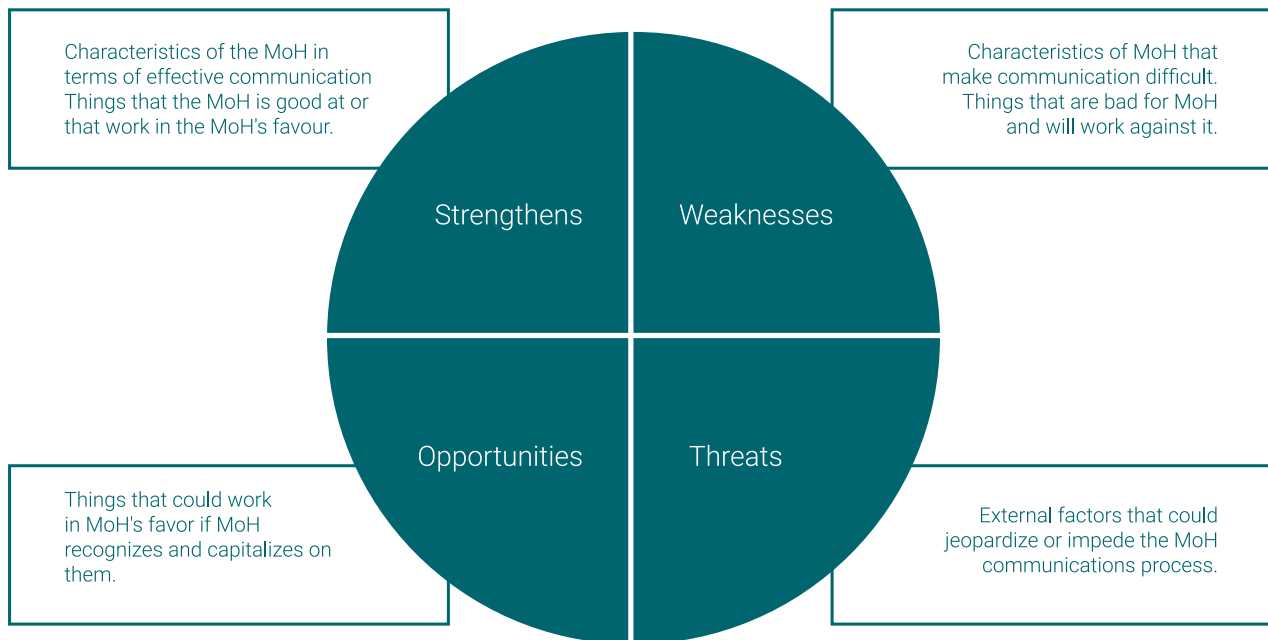 Characteristics of the MoH in
terms of effective communication
Things that the MoH is good at or
that work in the MoH's favour.
Characteristics of MoH that
make communication difficult.
Things that are bad for MoH
and will work against it.
Strengthens
Weaknesses
Opportunities
Threats
Things that could work
in MoH's favor if MoH
recognizes and capitalizes on
them.
External factors that could
jeopardize or impede the MoH
communications process.